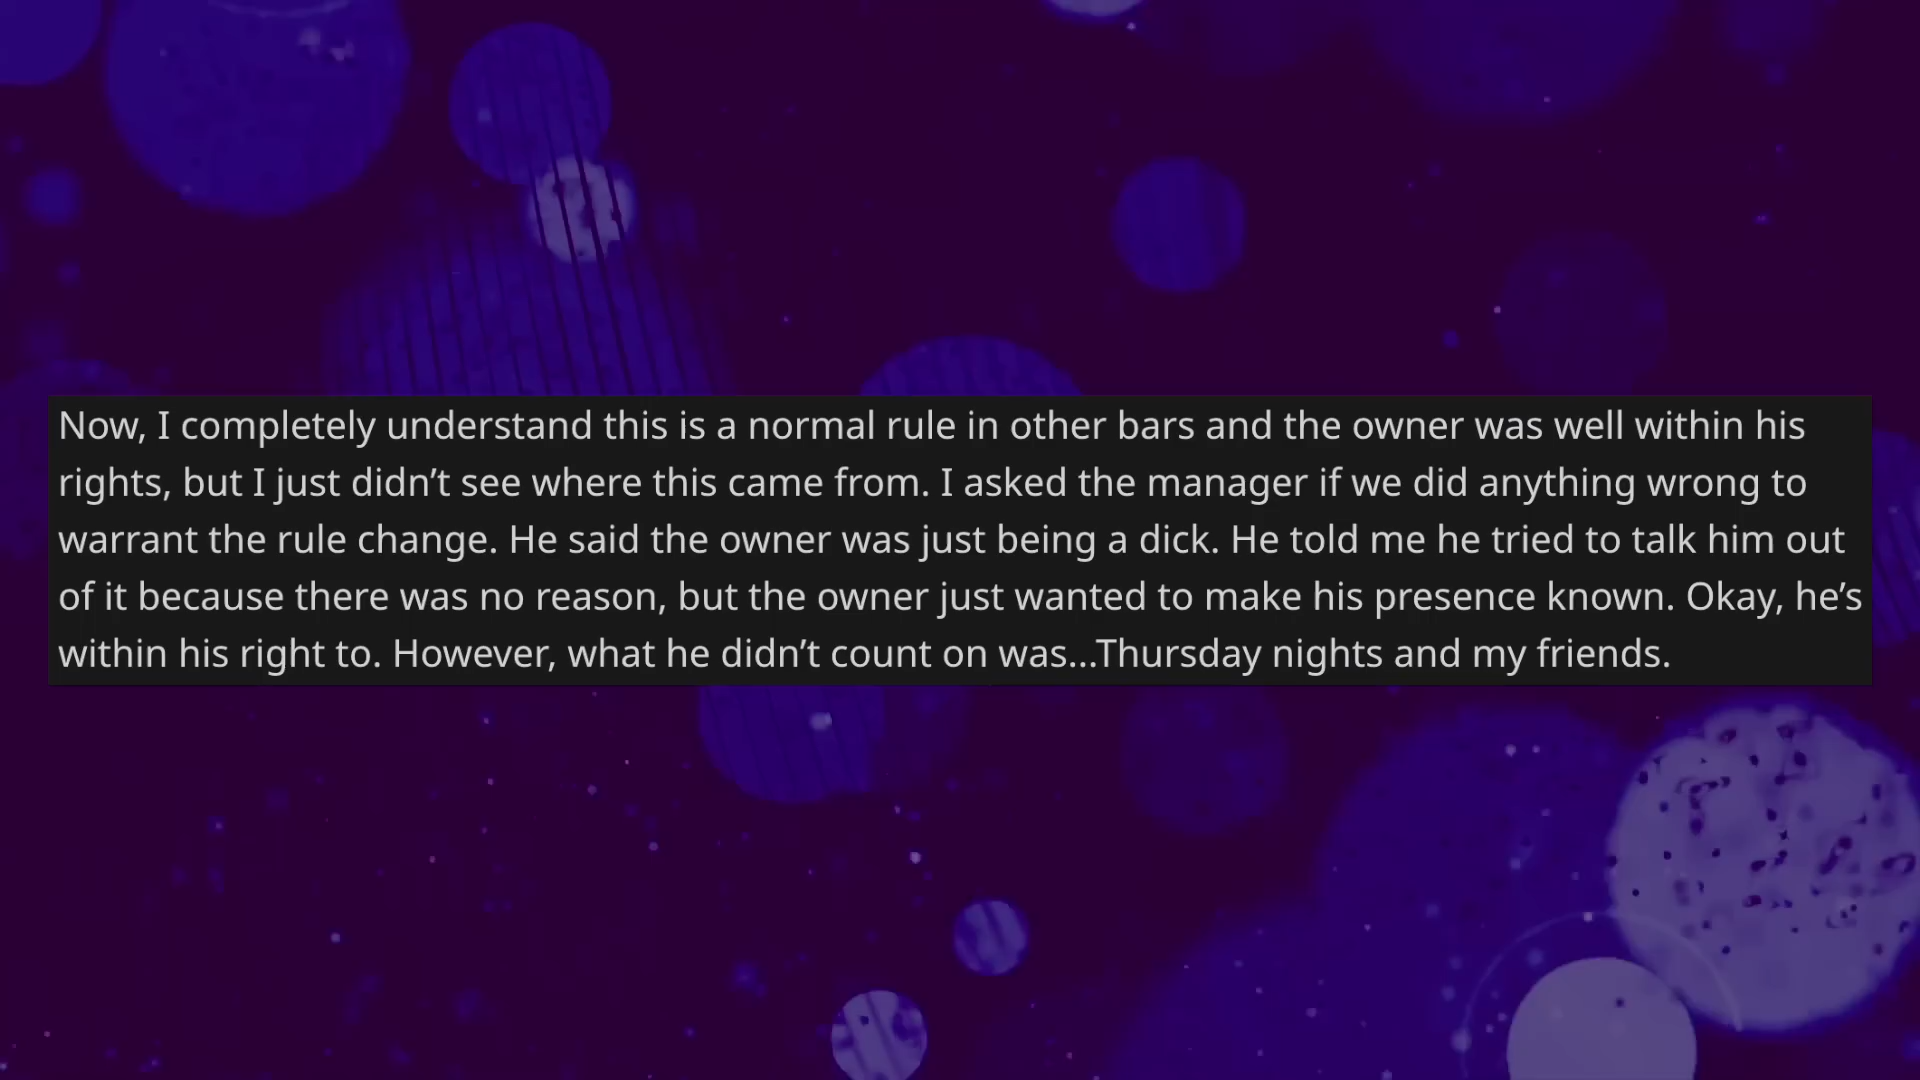 Now, I completely understand this is a normal rule in other bars and the owner was well within his
rights, but I just didn’t see where this came from. I asked the manager if we did anything wrong to
warrant the rule change. He said the owner was just being a dick. He told me he tried to talk him out
of it because there was no reason, but the owner just wanted to make his presence known. Okay, he’s
within his right to. However, what he didn’t count on was...Thursday nights and my friends.